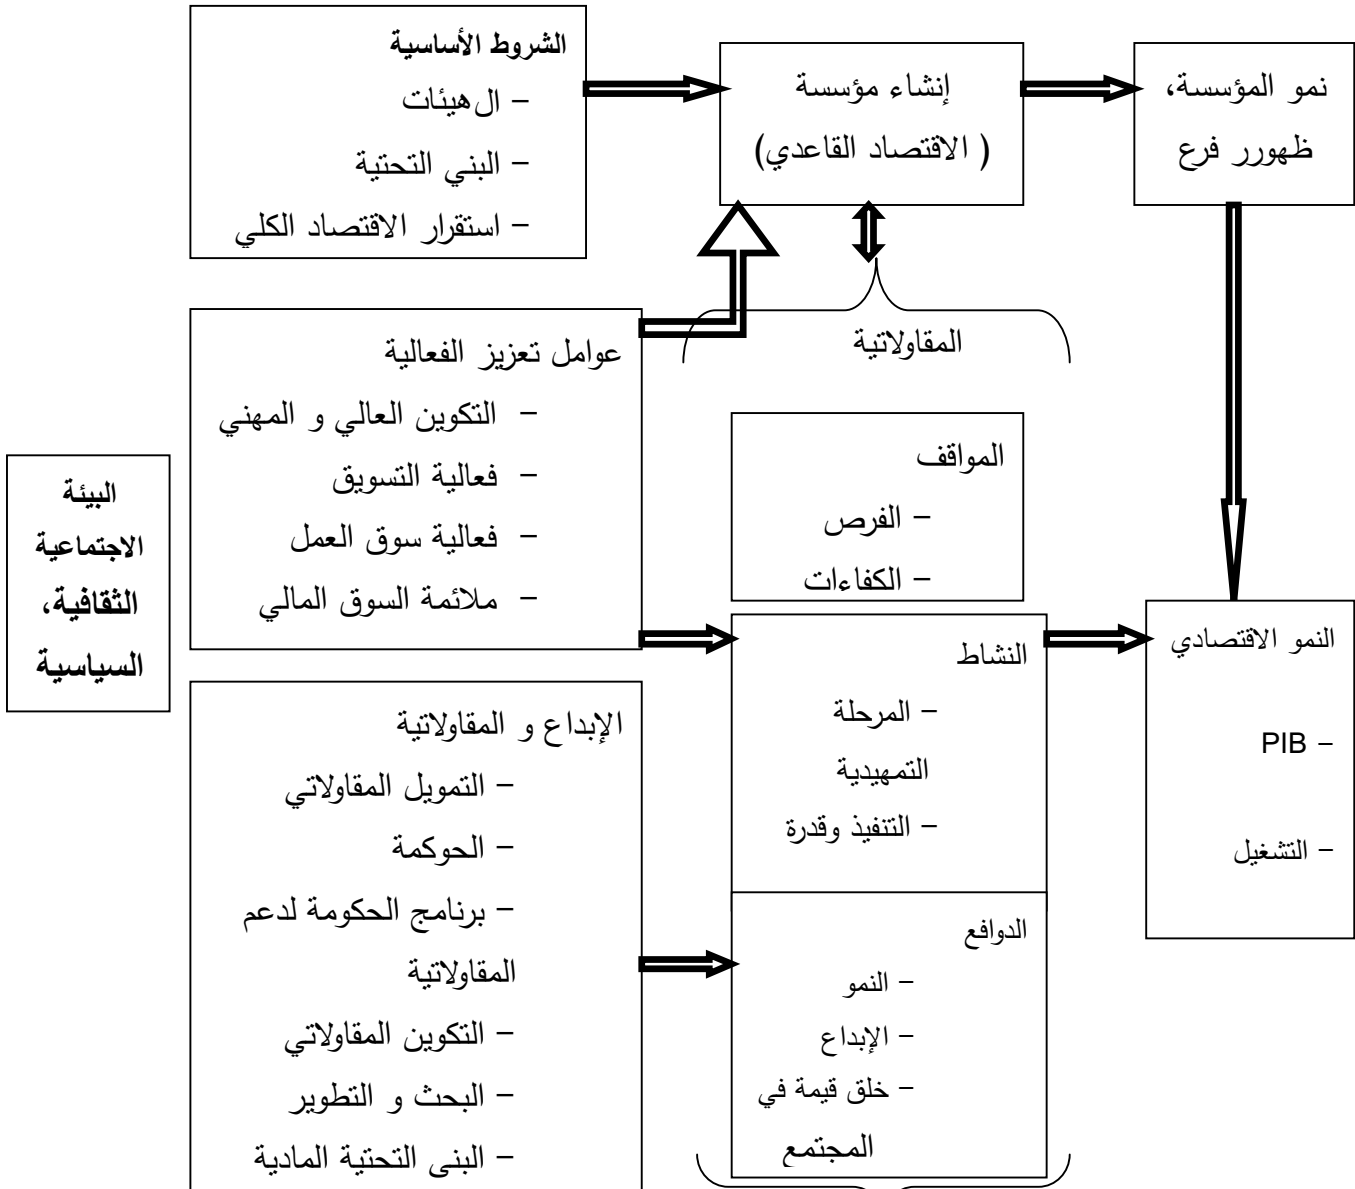 الشروط الأساسية
- ال هيئات
- البني التحتية
- استقرار الاقتصاد الكلي
إنشاء مؤسسة
( الاقتصاد القاعدي)
نمو المؤسسة،
ظهورر فرع
عوامل تعزيز الفعالية
- التكوين العالي و المهني
- فعالية التسويق
- فعالية سوق العمل
- ملائمة السوق المالي
المقاولاتية
المواقف
- الفرص
- الكفاءات
البيئة
الاجتماعية
الثقافية،
السياسية
النشاط
- المرحلة
التمهيدية
- التنفيذ وقدرة
النمو الاقتصادي
- PIB
- التشغيل
الإبداع و المقاولاتية
- التمويل المقاولاتي
- الحوكمة
- برنامج الحكومة لدعم
المقاولاتية
- التكوين المقاولاتي
- البحث و التطوير
- البنى التحتية المادية
الدوافع
- النمو
- الإبداع
- خلق قيمة في
المجتمع